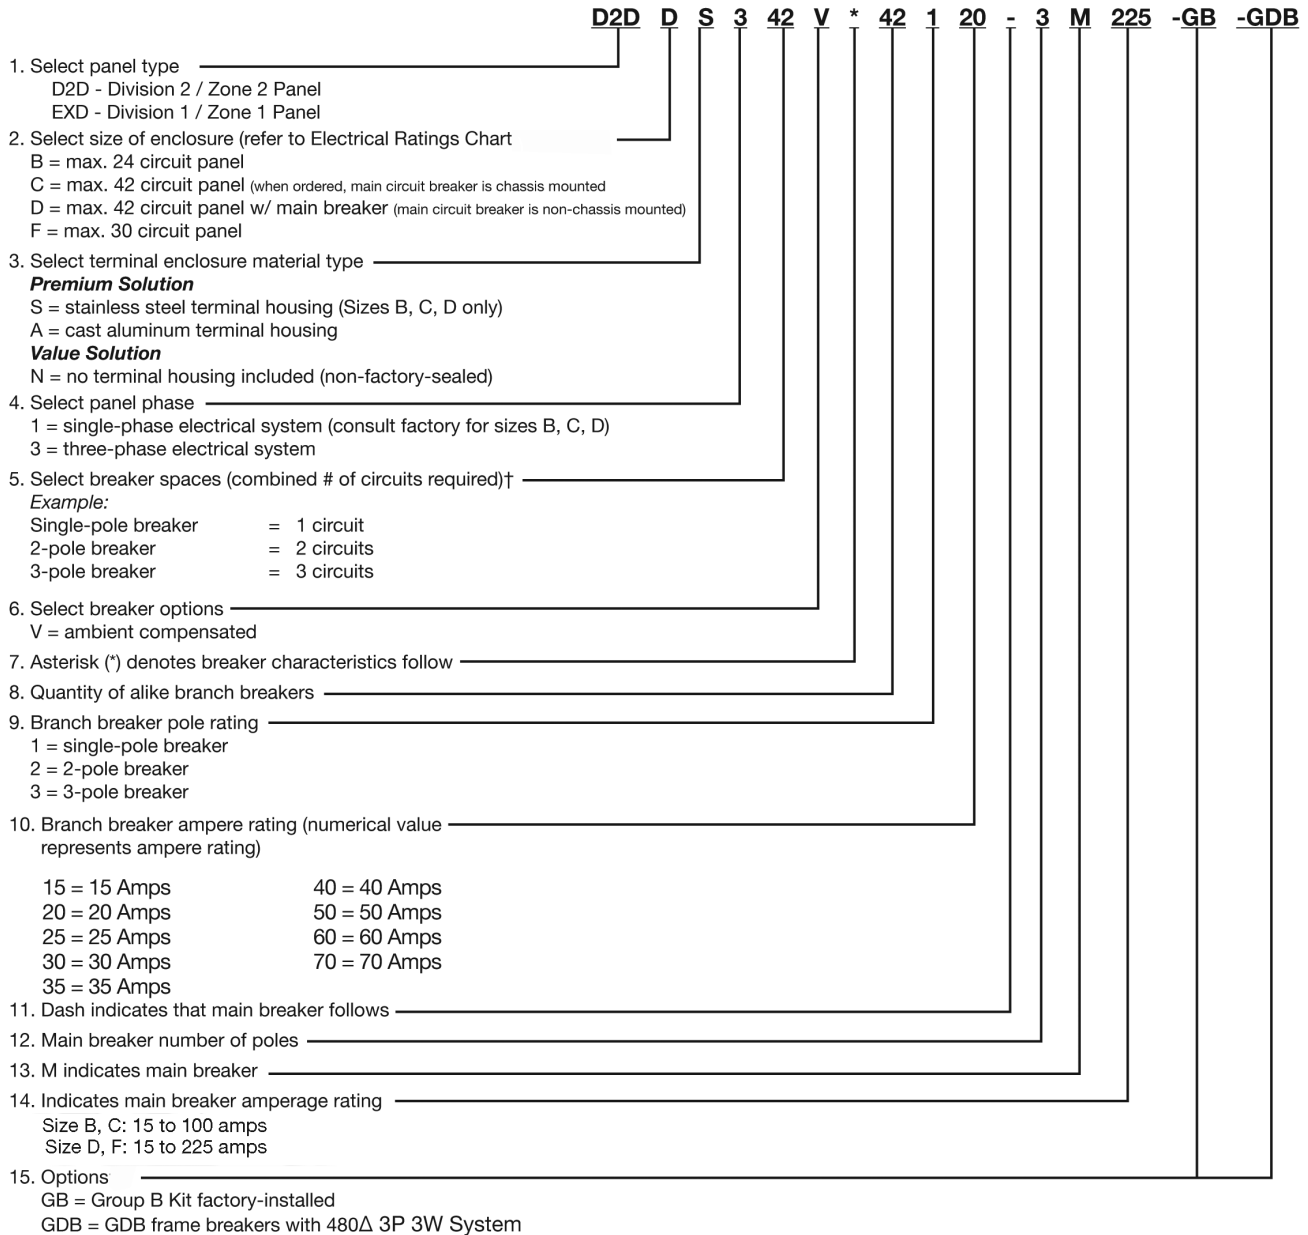 D2D D S 3 42 V * 42 1 20 - 3 M 225 -GB -GDB
1. Select panel type
D2D - Division 2 / Zone 2 Panel
EXD - Division 1 / Zone 1 Panel
2. Select size of enclosure (refer to Electrical Ratings Chart
B = max. 24 circuit panel
C = max. 42 circuit panel (when ordered, main circuit breaker is chassis mounted
D = max. 42 circuit panel w/ main breaker (main circuit breaker is non-chassis mounted)
F = max. 30 circuit panel
3. Select terminal enclosure material type
Premium Solution
S = stainless steel terminal housing (Sizes B, C, D only)
A = cast aluminum terminal housing
Value Solution
N = no terminal housing included (non-factory-sealed)
4. Select panel phase
1 = single-phase electrical system (consult factory for sizes B, C, D)
3 = three-phase electrical system
5. Select breaker spaces (combined # of circuits required)†
Example:
Single-pole breaker = 1 circuit
2-pole breaker = 2 circuits
3-pole breaker = 3 circuits
6. Select breaker options
V = ambient compensated
7. Asterisk (*) denotes breaker characteristics follow
8. Quantity of alike branch breakers
9. Branch breaker pole rating
1 = single-pole breaker
2 = 2-pole breaker
3 = 3-pole breaker
10. Branch breaker ampere rating (numerical value
represents ampere rating)
15 = 15 Amps 40 = 40 Amps
20 = 20 Amps 50 = 50 Amps
25 = 25 Amps 60 = 60 Amps
30 = 30 Amps 70 = 70 Amps
35 = 35 Amps
11. Dash indicates that main breaker follows
12. Main breaker number of poles
13. M indicates main breaker
14. Indicates main breaker amperage rating
Size B, C: 15 to 100 amps
Size D, F: 15 to 225 amps
15. Options
GB = Group B Kit factory-installed
GDB = GDB frame breakers with 480Δ 3P 3W System